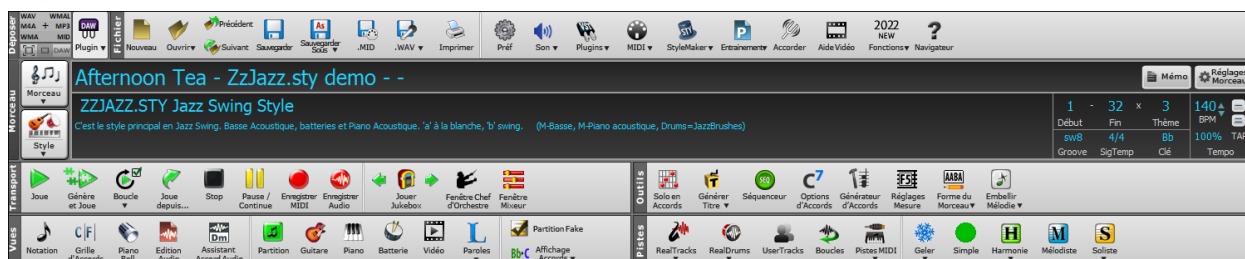 Déposer
WAV WMA
M4A + MP3
WMA MID
DAW
DAW
Plugin
Fichier
Nouveau
Ouvrir
Précédent
Suivant
Sauvegarder
As
Sauvegarder
Sous
.MID
.WAV
Imprimer
Préf
Son
Plugins
MIDI
StyleMaker
Entrainement
Accorder
Aide Vidéo
2022
NEW
Fonctions
?
Navigateur
Morceau
Morceau
Style
Afternoon Tea - ZzJazz.sty demo - -
Mémo
Réglages
Morceau
ZZJAZZ.STY Jazz Swing Style
C'est le style principal en Jazz Swing. Basse Acoustique, batteries et Piano Acoustique. 'a' à la blanche, 'b' swing. (M-Basse, M-Piano acoustique, Drums=JazzBrushes)
1 - 32 x 3
Début Fin Thème
sw8 4/4 Bb
Groove SigTemp Clé
140
BPM
100% TAP
Tempo
Transport
Joue
Génère
et Joue
Boucle
Joue
depuis...
Stop
Pause /
Continue
Enregistrer
MIDI
Enregistrer
Audio
Jouer
Jukebox
Fenêtre Chef
d'Orchestre
Fenêtre
Mixeur
Outils
Solo en
Accords
Générer
Titre
SEQ
Séquenceur
C7
Options
d'Accords
Générateur
d'Accords
Réglages
Mesure
AABA
Forme du
Morceau
Embellir
Mélodie
Vues
Notation
C F
Grille
d'Accords
Piano
Roll
Edition
Audio
Dm
Assistant
Accord Audio
Partition
Guitare
Piano
Batterie
Vidéo
L
Paroles
Partition Fake
Bb•C
Affichage
Accords
Pistes
RealTracks
RealDrums
UserTracks
Boucles
Pistes MIDI
Geler
Simple
H
Harmonie
M
Mélodiste
S
Soliste